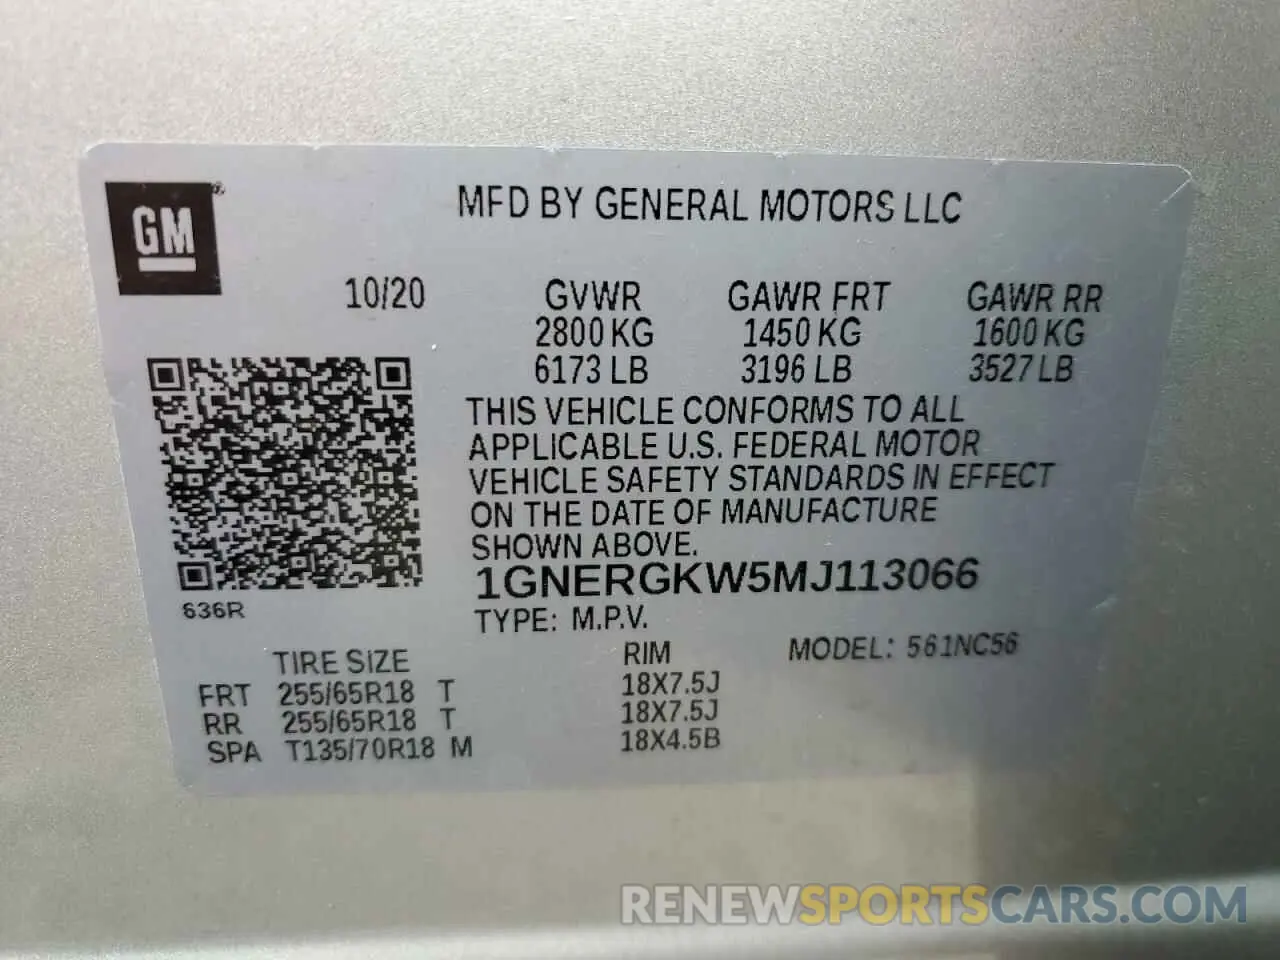 GM ®
MFD BY GENERAL MOTORS LLC
10/20 GVWR GAWR FRT GAWR RR
2800 KG 1450 KG 1600 KG
6173 LB 3196 LB 3527 LB
THIS VEHICLE CONFORMS TO ALL
APPLICABLE U.S. FEDERAL MOTOR
VEHICLE SAFETY STANDARDS IN EFFECT
ON THE DATE OF MANUFACTURE
SHOWN ABOVE.
1GNERGKW5MJ113066
636R
TYPE: M.P.V.
TIRE SIZE RIM MODEL: 561NC56
FRT 255/65R18 T 18X7.5J
RR 255/65R18 T 18X7.5J
SPA T135/70R18 M 18X4.5B
RENEWSPORTSCARS.COM